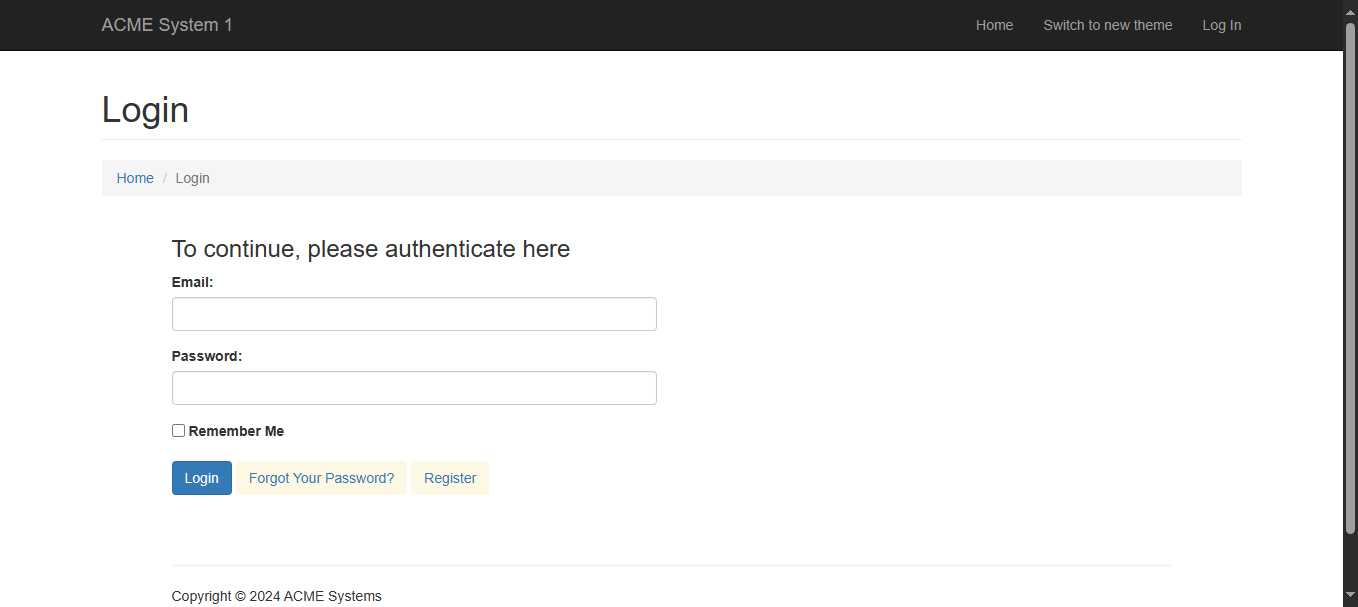 ACME System 1 Home Switch to new theme Log In
Login
Home / Login
To continue, please authenticate here
Email:
Password:
Remember Me
Login Forgot Your Password? Register
Copyright © 2024 ACME Systems